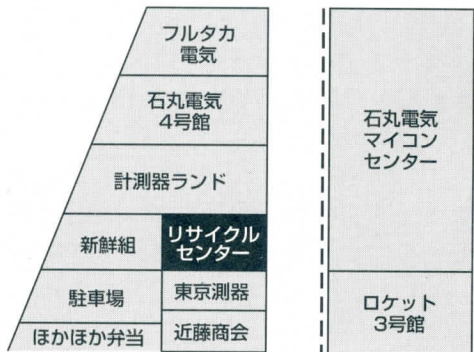 フルタカ
電気
石丸電気
4号館
計測器ランド
新鮮組
リサイクル
センター
駐車場
東京測器
ほかほか弁当
近藤商会
石丸電気
マイコン
センター
ロケット
3号館